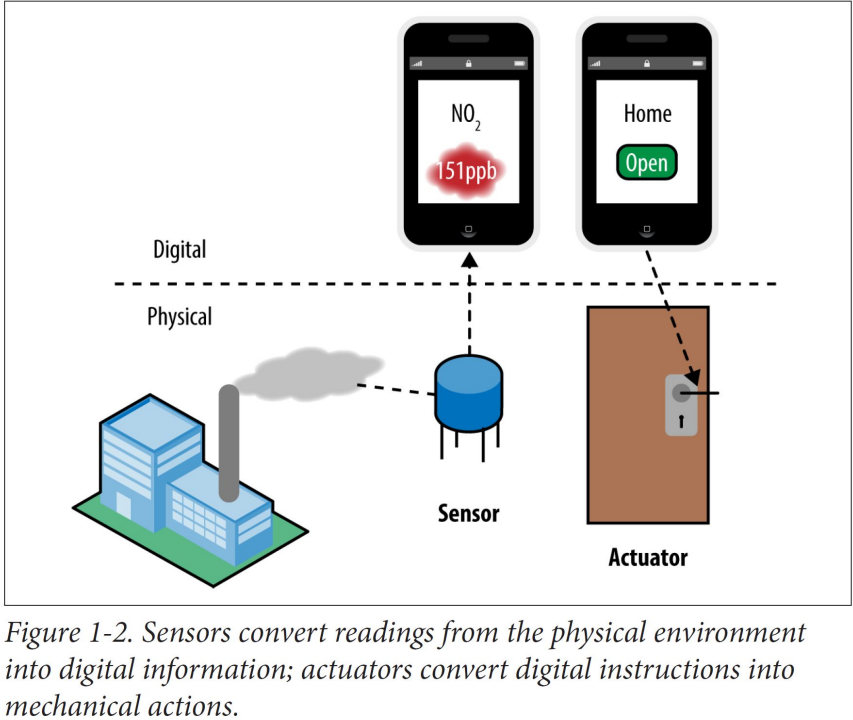 NO2
151ppb
Home
Open
Digital
Physical
Sensor
Actuator
Figure 1-2. Sensors convert readings from the physical environment
into digital information; actuators convert digital instructions into
mechanical actions.